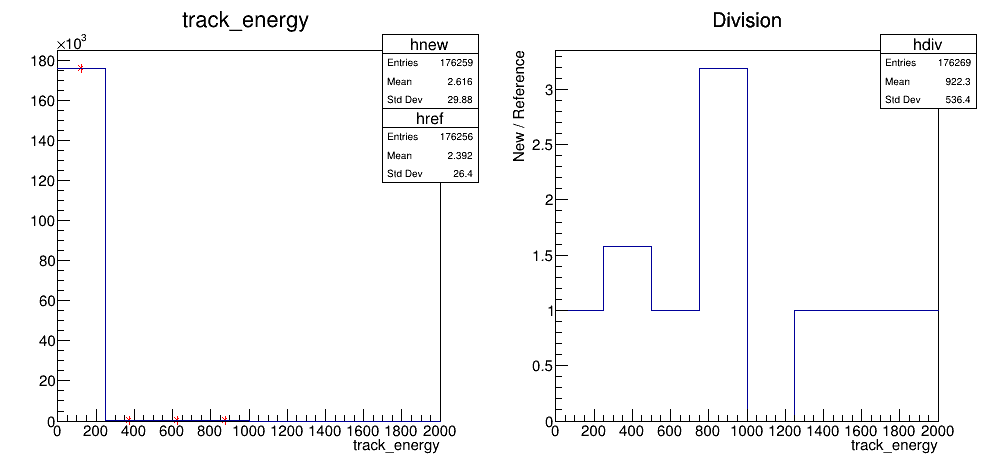 track_energy
×10³
180
160
140
120
100
80
60
40
20
0
0 200 400 600 800 1000 1200 1400 1600 1800 2000
track_energy
hnew
Entries 176259
Mean 2.616
Std Dev 29.88
href
Entries 176256
Mean 2.392
Std Dev 26.4
Division
New / Reference
3
2.5
2
1.5
1
0.5
0
0 200 400 600 800 1000 1200 1400 1600 1800 2000
track_energy
hdiv
Entries 176269
Mean 922.3
Std Dev 536.4